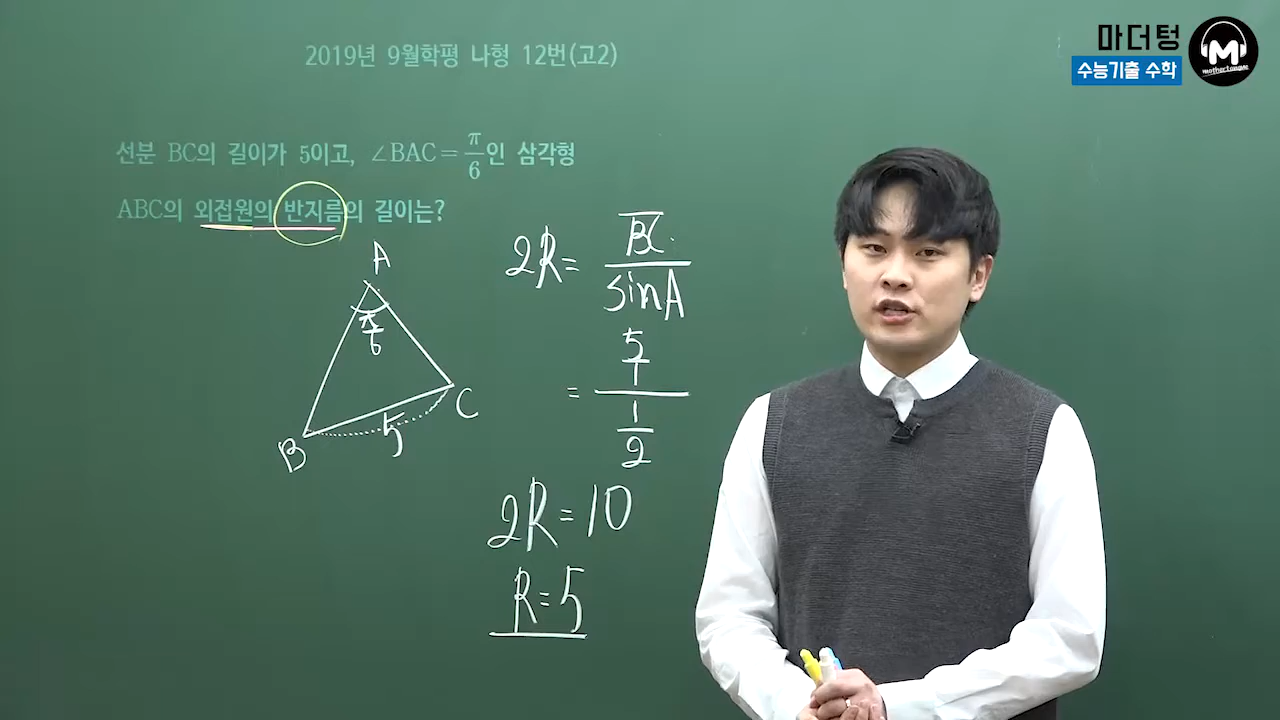 2019년 9월학평 나형 12번(고2)
마더텅
수능기출 수학
M
mothertongue
선분 BC의 길이가 5이고, ∠BAC=π/6인 삼각형
ABC의 외접원의 반지름의 길이는?
A
π/6
B
C
5
2R = BC/sinA
= 5/1 / 1/2
2R = 10
R = 5